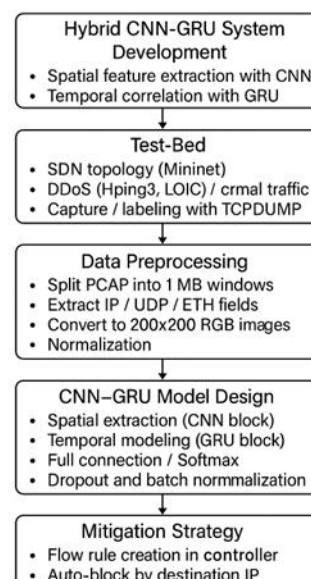 Hybrid CNN-GRU System
Development
• Spatial feature extraction with CNN
• Temporal correlation with GRU
Test-Bed
• SDN topology (Mininet)
• DDoS (Hping3, LOIC) / crmal traffic
• Capture / labeling with TCPDUMP
Data Preprocessing
• Split PCAP into 1 MB windows
• Extract IP / UDP / ETH fields
• Convert to 200x200 RGB images
• Normalization
CNN–GRU Model Design
• Spatial extraction (CNN block)
• Temporal modeling (GRU block)
• Full connection / Softmax
• Dropout and batch normmalization
Mitigation Strategy
• Flow rule creation in controller
• Auto-block by destination IP